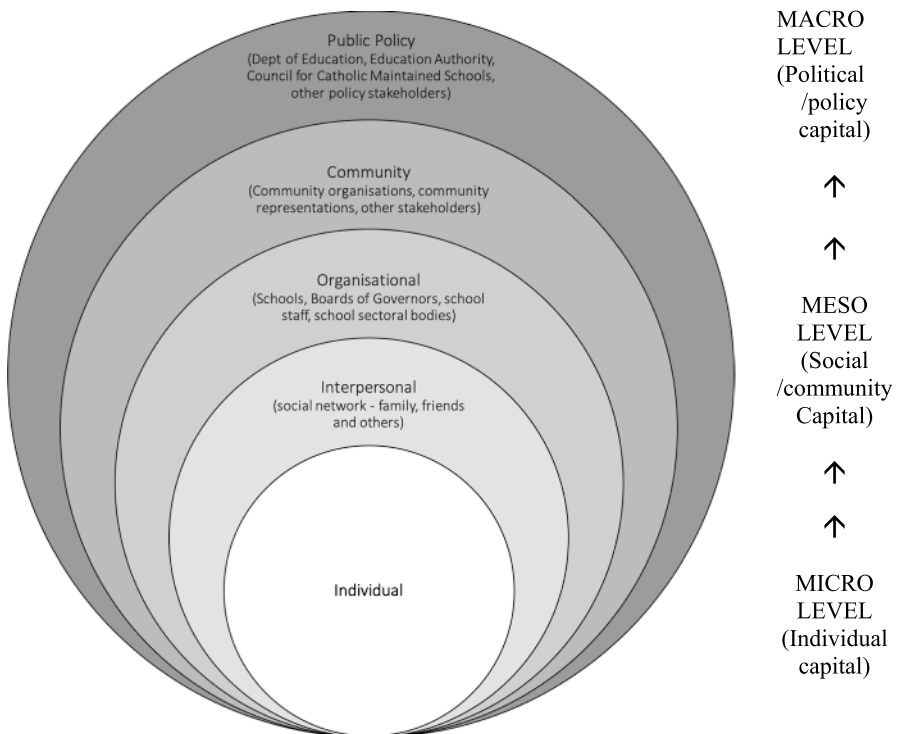 Public Policy
(Dept of Education, Education Authority,
Council for Catholic Maintained Schools,
other policy stakeholders)
Community
(Community organisations, community
representations, other stakeholders)
Organisational
(Schools, Boards of Governors, school
staff, school sectoral bodies)
Interpersonal
(social network - family, friends
and others)
Individual
MACRO
LEVEL
(Political
/policy
capital)
↑
↑
MESO
LEVEL
(Social
/community
Capital)
↑
↑
MICRO
LEVEL
(Individual
capital)